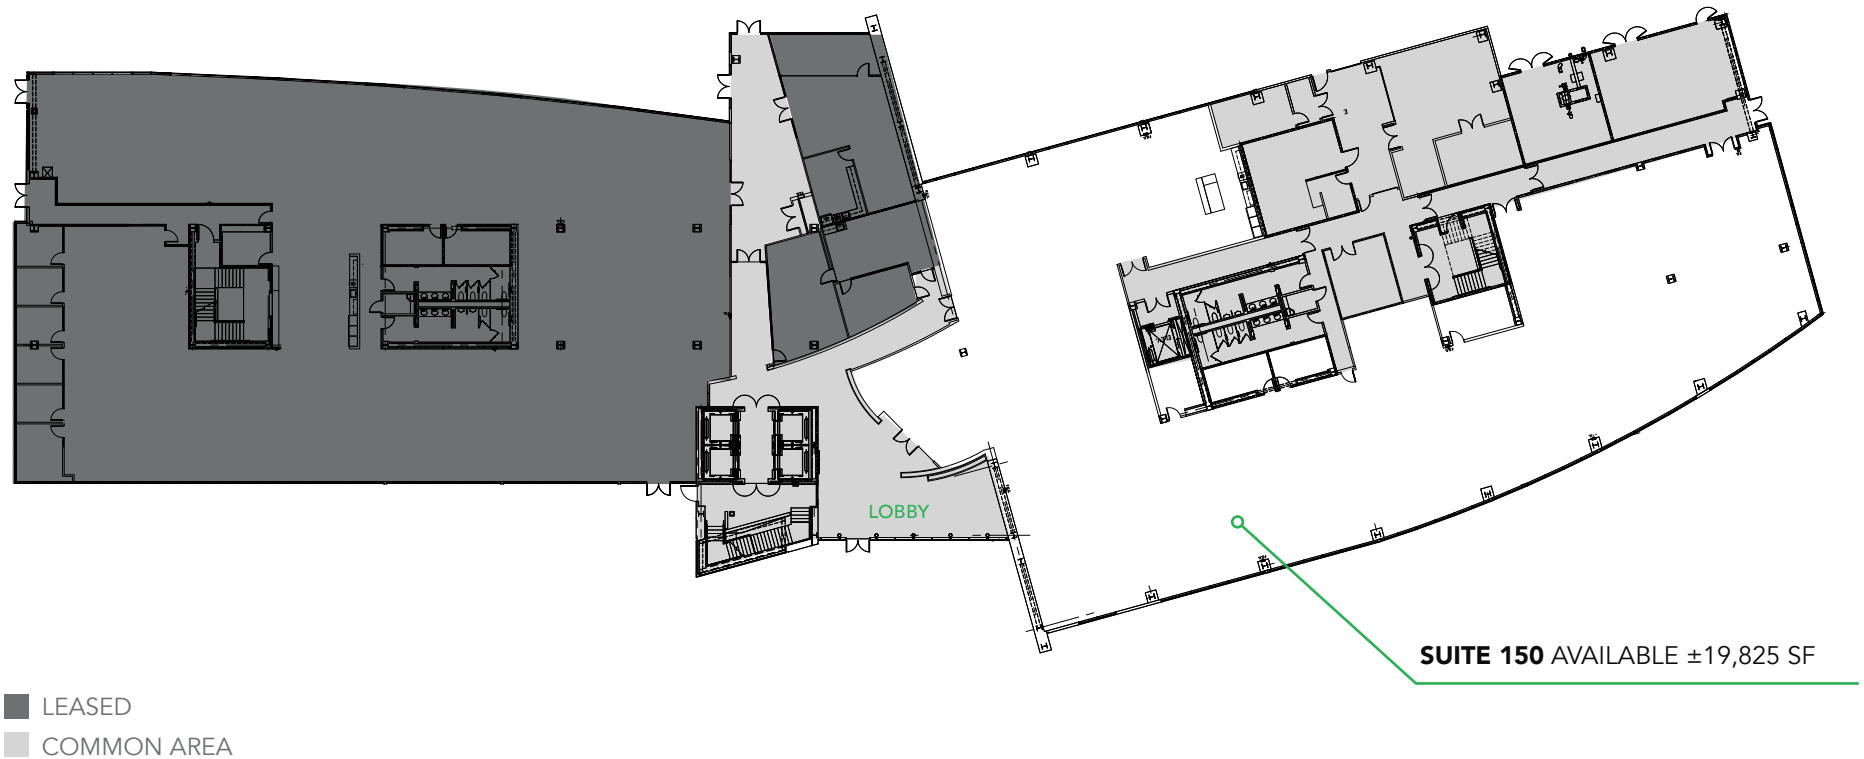 LOBBY
SUITE 150 AVAILABLE ±19,825 SF
LEASED
COMMON AREA